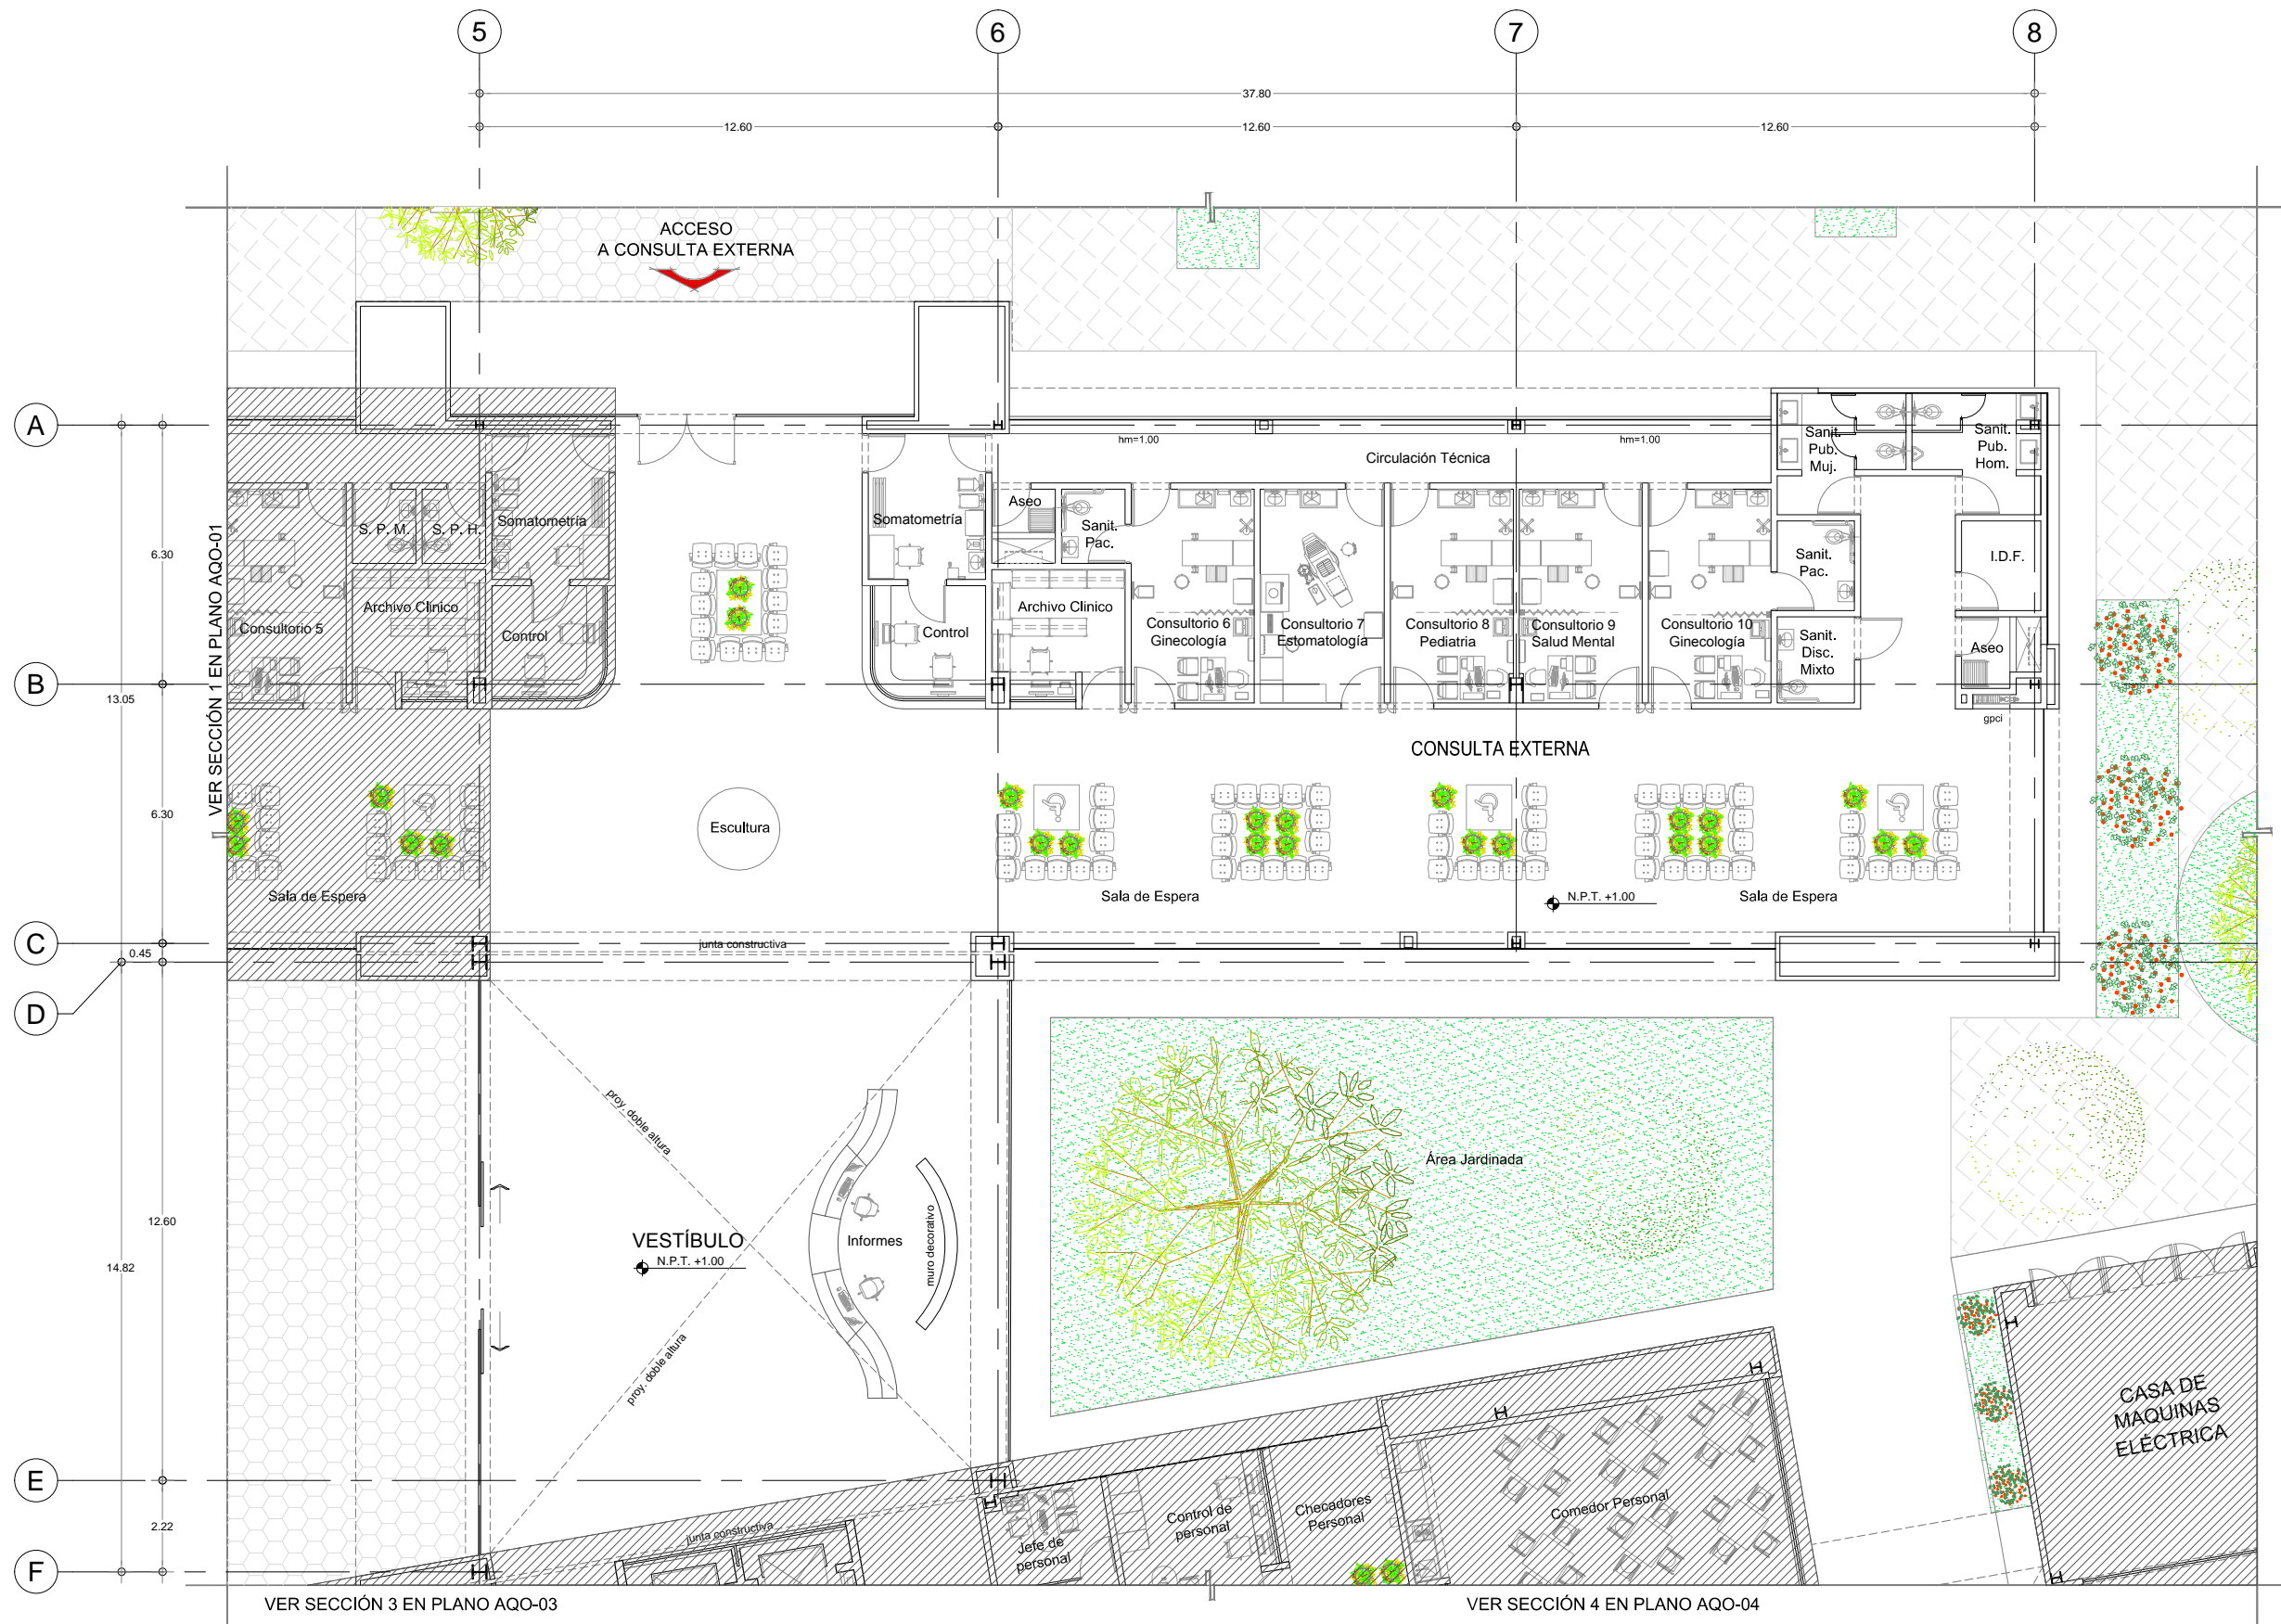 5
6
7
8
37.80
12.60
12.60
12.60
ACCESO
A CONSULTA EXTERNA
A
B
C
D
E
F
6.30
13.05
6.30
0.45
12.60
14.82
2.22
VER SECCIÓN 1 EN PLANO AQO-01
hm=1.00
hm=1.00
Circulación Técnica
Sanit.
Pub.
Muj.
Sanit.
Pub.
Hom.
S. P. M.
S. P. H.
Somatometría
Somatometría
Aseo
Sanit.
Pac.
Sanit.
Pac.
I.D.F.
Archivo Clinico
Control
Control
Archivo Clinico
Consultorio 5
Consultorio 6
Ginecología
Consultorio 7
Estomatología
Consultorio 8
Pediatria
Consultorio 9
Salud Mental
Consultorio 10
Ginecología
Sanit.
Disc.
Mixto
Aseo
gpci
CONSULTA EXTERNA
Escultura
Sala de Espera
Sala de Espera
N.P.T. +1.00
Sala de Espera
junta constructiva
proy. doble altura
VESTÍBULO
N.P.T. +1.00
Informes
muro decorativo
Área Jardinada
proy. doble altura
CASA DE
MAQUINAS
ELÉCTRICA
junta constructiva
Jefe de
personal
Control de
personal
Checadores
Personal
Comedor Personal
VER SECCIÓN 3 EN PLANO AQO-03
VER SECCIÓN 4 EN PLANO AQO-04